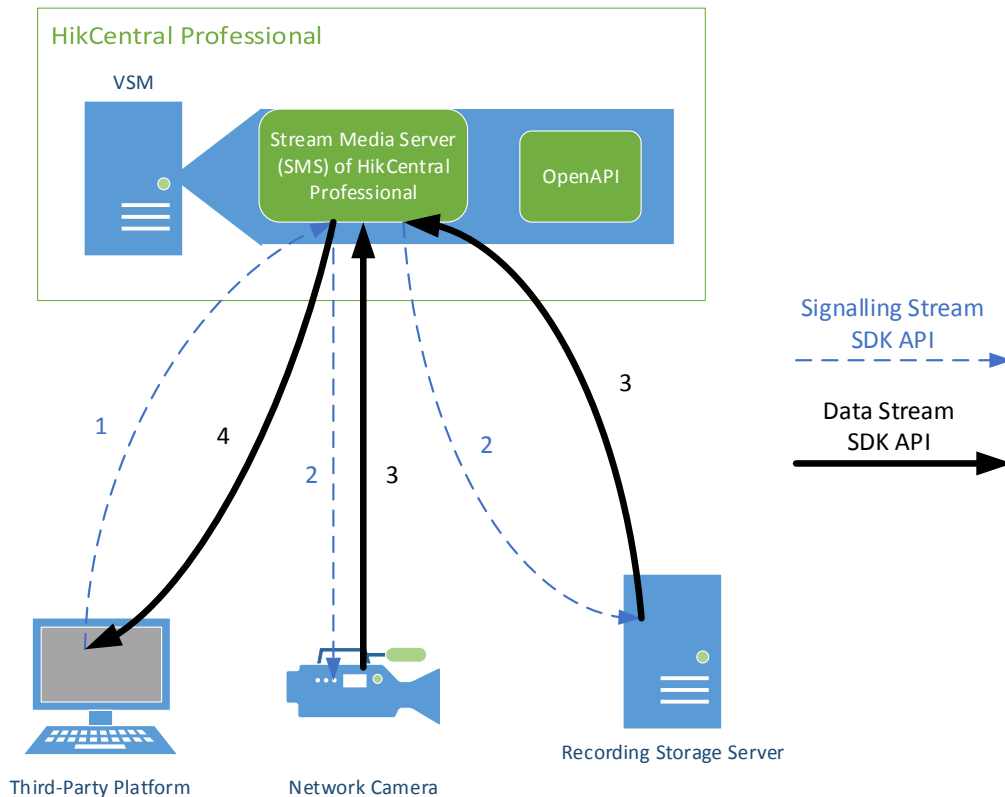 HikCentral Professional
VSM
Stream Media Server
(SMS) of HikCentral
Professional
OpenAPI
Signalling Stream
SDK API
Data Stream
SDK API
1
4
2
3
2
3
Third-Party Platform
Network Camera
Recording Storage Server